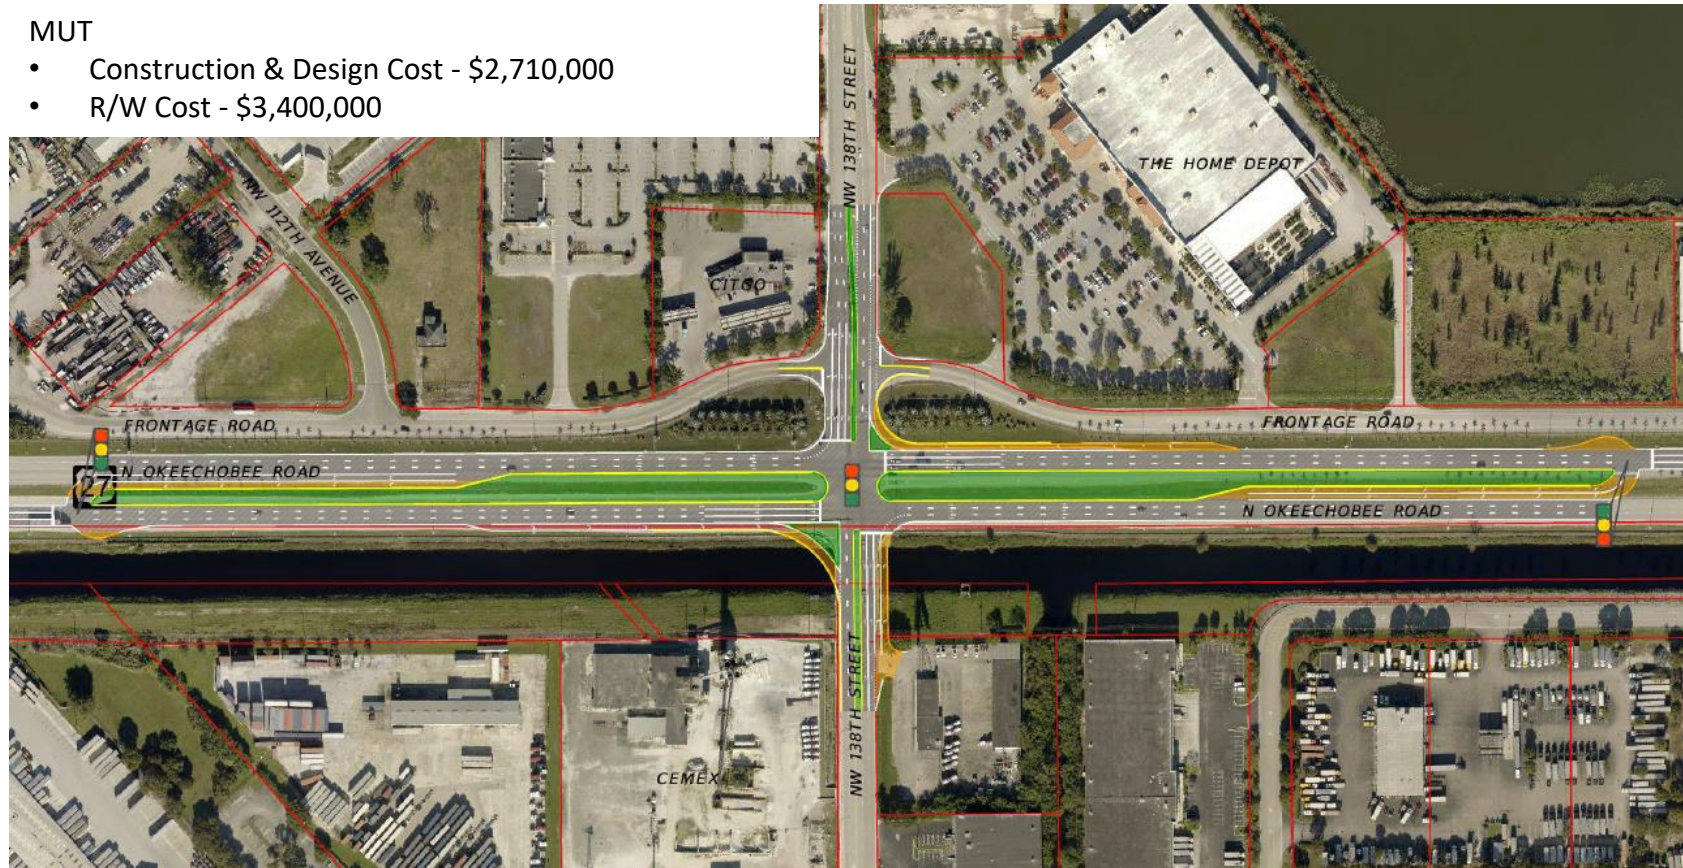 MUT
• Construction & Design Cost - $2,710,000
• R/W Cost - $3,400,000
NW 138TH STREET
THE HOME DEPOT
NW 112TH AVENUE
CITGO
FRONTAGE ROAD
FRONTAGE ROAD
N OKEECHOBEE ROAD
27
N OKEECHOBEE ROAD
NW 138TH STREET
CEMEX